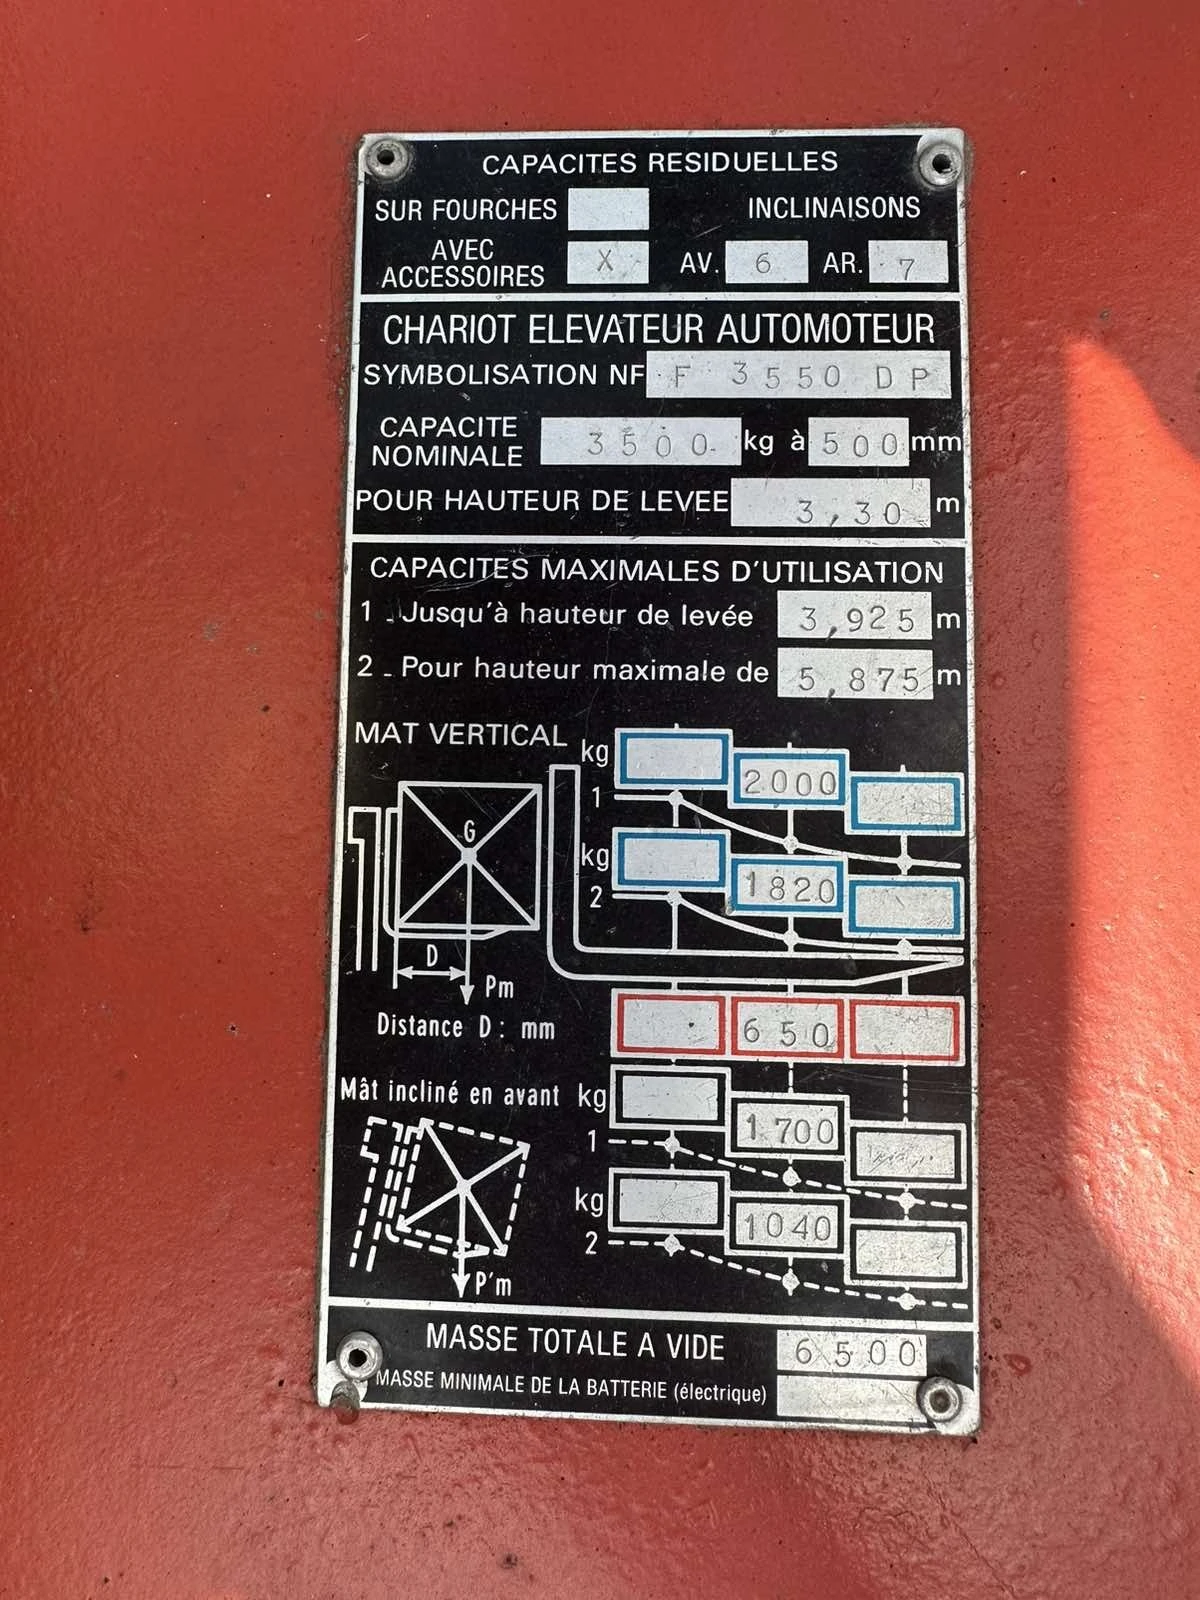 CAPACITES RESIDUELLES
SUR FOURCHES INCLINAISONS
AVEC ACCESSOIRES X AV. 6 AR. 7
CHARIOT ELEVATEUR AUTOMOTEUR
SYMBOLISATION NF F 3550 DP
CAPACITE NOMINALE 3500 kg à 500 mm
POUR HAUTEUR DE LEVEE 3,30 m
CAPACITES MAXIMALES D'UTILISATION
1 - Jusqu'à hauteur de levée 3,925 m
2 - Pour hauteur maximale de 5,875 m
MAT VERTICAL
kg 2000
1
G
kg 1820
2
D
Pm
Distance D: mm
650
Mât incliné en avant kg 1700
1
kg 1040
2
P'm
MASSE TOTALE A VIDE 6500
MASSE MINIMALE DE LA BATTERIE (électrique)